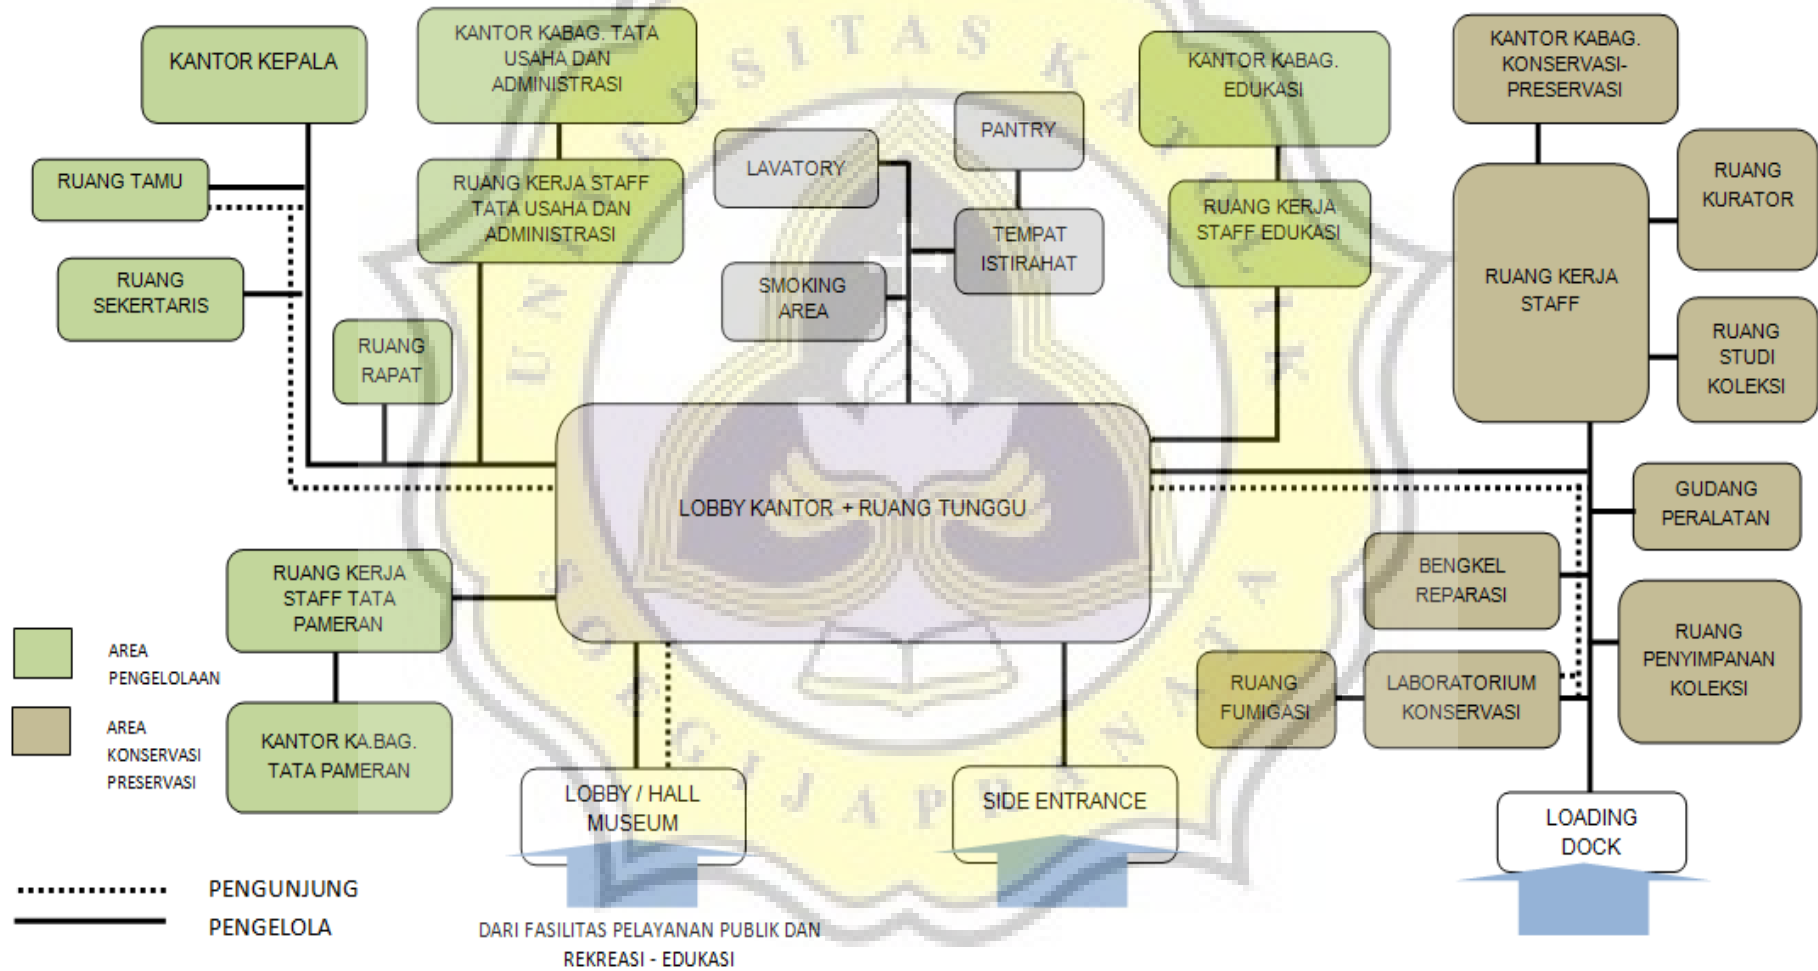 KANTOR KEPALA
KANTOR KABAG. TATA
USAHA DAN
ADMINISTRASI
KANTOR KABAG.
EDUKASI
KANTOR KABAG.
KONSERVASI-
PRESERVASI
PANTRY
LAVATORY
RUANG TAMU
RUANG KERJA STAFF
TATA USAHA DAN
ADMINISTRASI
RUANG
KURATOR
RUANG KERJA
STAFF EDUKASI
TEMPAT
ISTIRAHAT
RUANG
SEKERTARIS
SMOKING
AREA
RUANG KERJA
STAFF
RUANG
RAPAT
RUANG
STUDI
KOLEKSI
LOBBY KANTOR + RUANG TUNGGU
GUDANG
PERALATAN
BENGKEL
REPARASI
RUANG KERJA
STAFF TATA
PAMERAN
RUANG
PENYIMPANAN
KOLEKSI
AREA
PENGELOLAAN
RUANG
FUMIGASI
LABORATORIUM
KONSERVASI
AREA
KONSERVASI
PRESERVASI
KANTOR KA.BAG.
TATA PAMERAN
LOBBY / HALL
MUSEUM
SIDE ENTRANCE
LOADING
DOCK
PENGUNJUNG
PENGELOLA
DARI FASILITAS PELAYANAN PUBLIK DAN
REKREASI - EDUKASI
UNIVERSITAS KATOLIK
SOEGIJAPRANATA